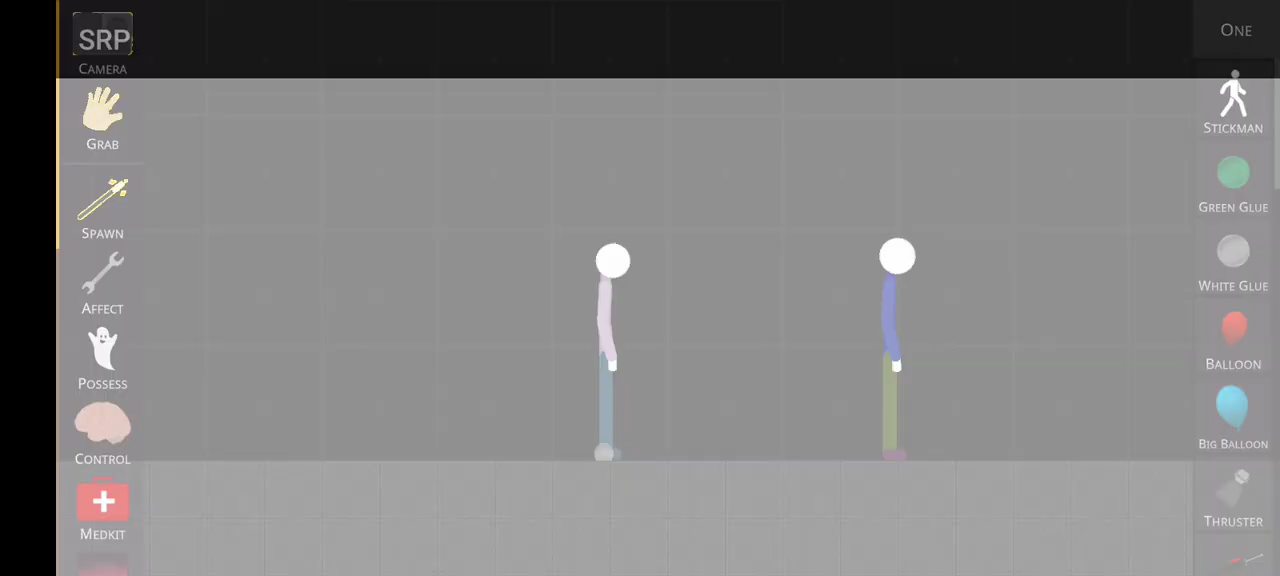 SRP
CAMERA
GRAB
SPAWN
AFFECT
POSSESS
CONTROL
MEDKIT
ONE
STICKMAN
GREEN GLUE
WHITE GLUE
BALLOON
BIG BALLOON
THRUSTER